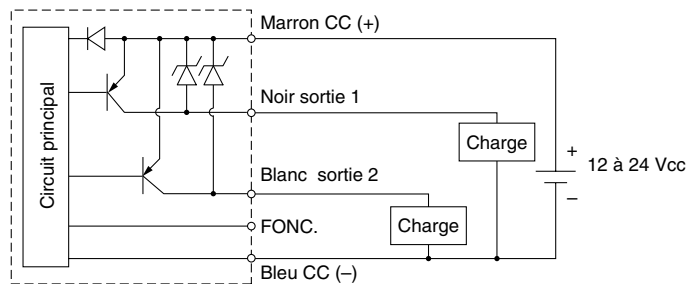 Marron CC (+)
Circuit principal
Noir sortie 1
Charge
+
12 à 24 Vcc
–
Blanc sortie 2
Charge
FONC.
Bleu CC (–)